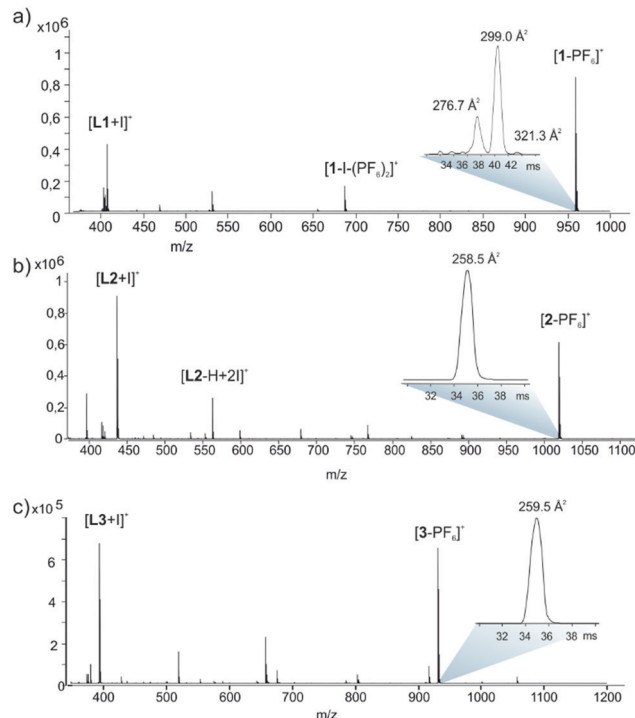 a)
x10⁶
1
0.8
0.6
0.4
0.2
0
[L1+I]⁺
[1-I-(PF₆)₂]⁺
276.7 Å²
299.0 Å²
321.3 Å²
34 36 38 40 42 ms
[1-PF₆]⁺
400 450 500 550 600 650 700 750 800 850 900 950 1000
m/z
b)
x10⁶
1
0.8
0.6
0.4
0,2
0
[L2+I]⁺
[L2-H+2I]⁺
258.5 Å²
32 34 36 38 ms
[2-PF₆]⁺
400 450 500 550 600 650 700 750 800 850 900 950 1000 1050 1100
m/z
c)
x10⁵
6
4
2
0
[L3+I]⁺
[3-PF₆]⁺
259.5 Å²
32 34 36 38 ms
400 500 600 700 800 900 1000 1100 1200
m/z